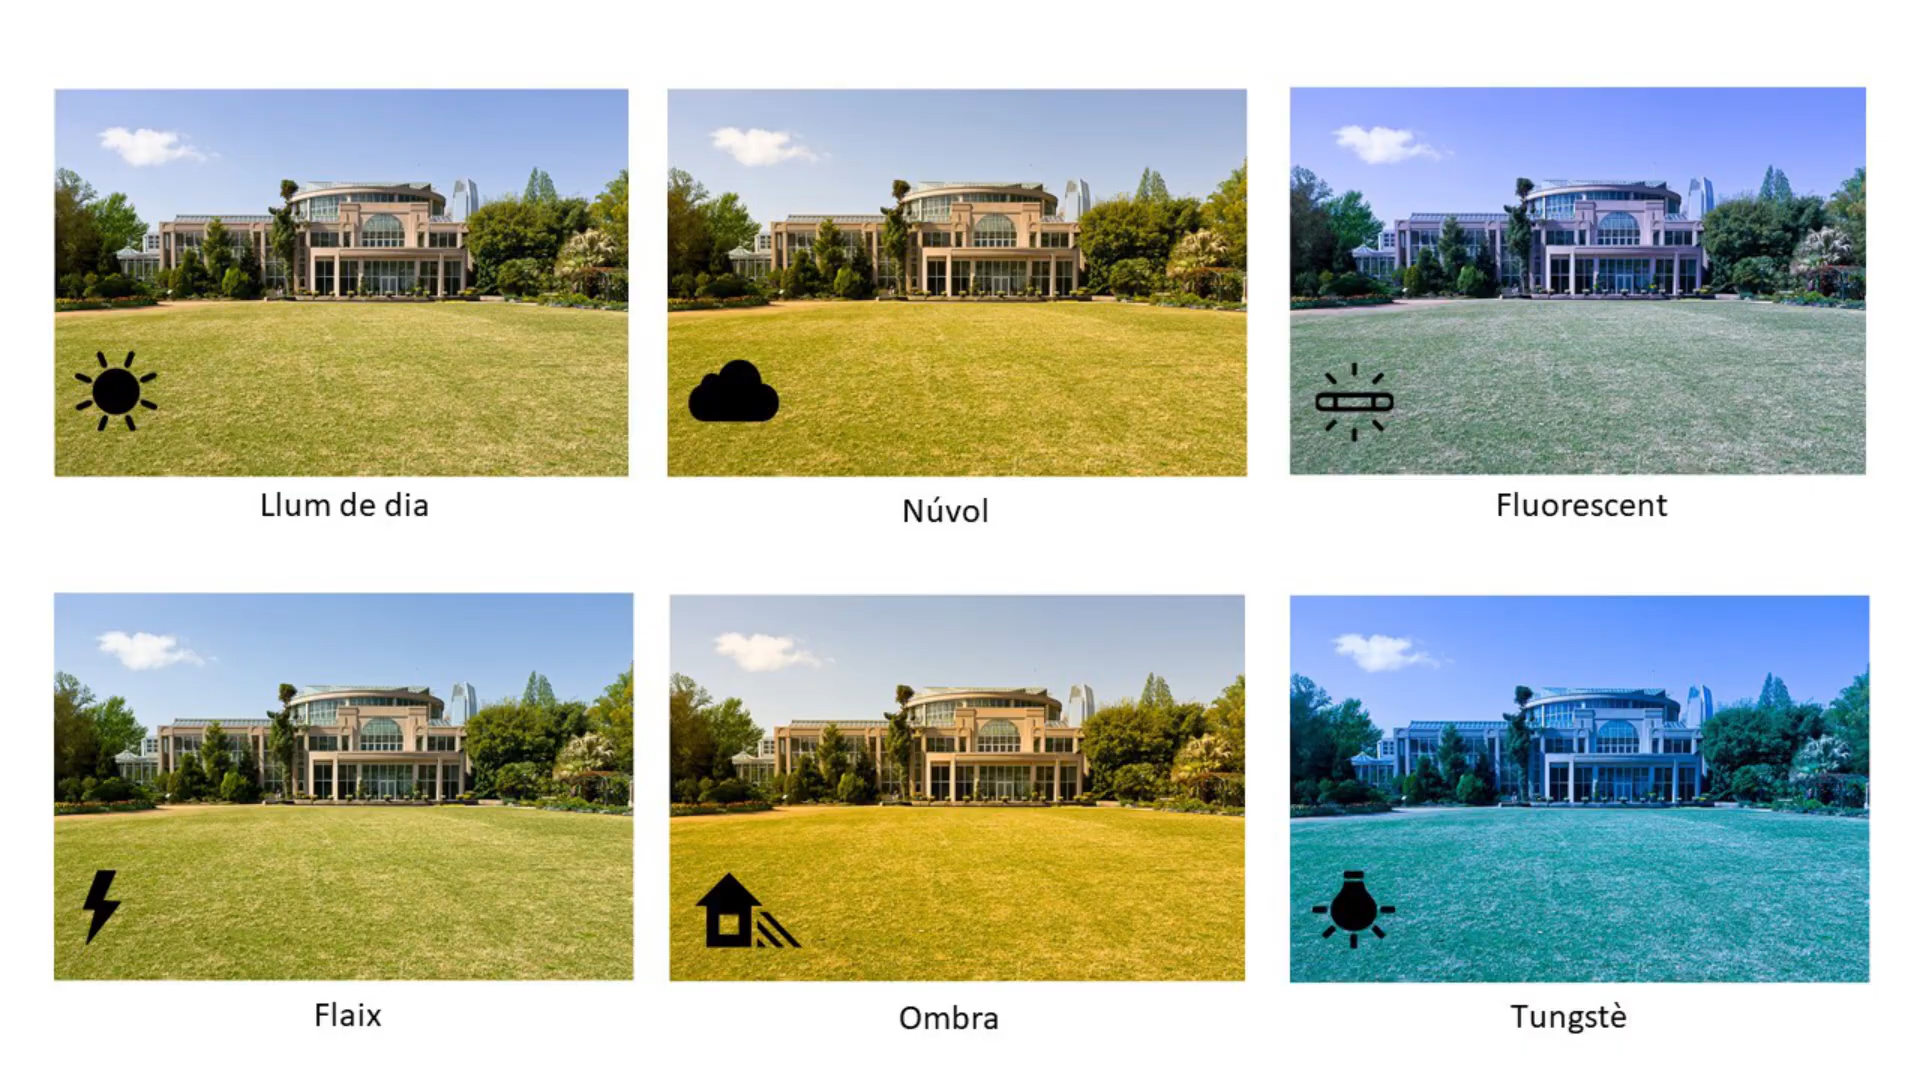 Llum de dia
Núvol
Fluorescent
Flaix
Ombra
Tungstè